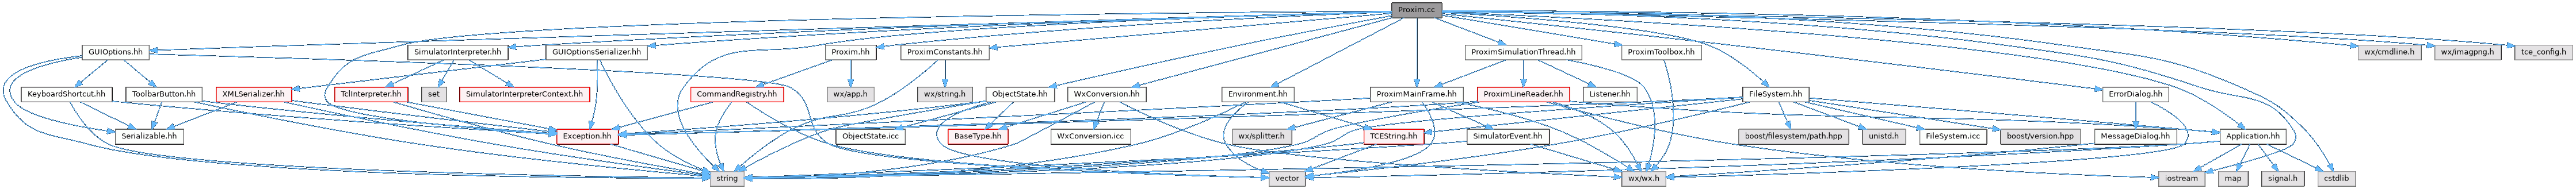 Proxim.cc
GUIOptions.hh
SimulatorInterpreter.hh
GUIOptionsSerializer.hh
Proxim.hh
ProximConstants.hh
ProximSimulationThread.hh
ProximToolbox.hh
wx/cmdline.h
wx/imagpng.h
tce_config.h
KeyboardShortcut.hh
ToolbarButton.hh
XMLSerializer.hh
TclInterpreter.hh
set
SimulatorInterpreterContext.hh
CommandRegistry.hh
wx/app.h
wx/string.h
ObjectState.hh
WxConversion.hh
Environment.hh
ProximMainFrame.hh
ProximLineReader.hh
Listener.hh
FileSystem.hh
ErrorDialog.hh
Serializable.hh
Exception.hh
ObjectState.icc
BaseType.hh
WxConversion.icc
wx/splitter.h
TCEString.hh
SimulatorEvent.hh
boost/filesystem/path.hpp
unistd.h
FileSystem.icc
boost/version.hpp
MessageDialog.hh
Application.hh
string
vector
wx/wx.h
iostream
map
signal.h
cstdlib